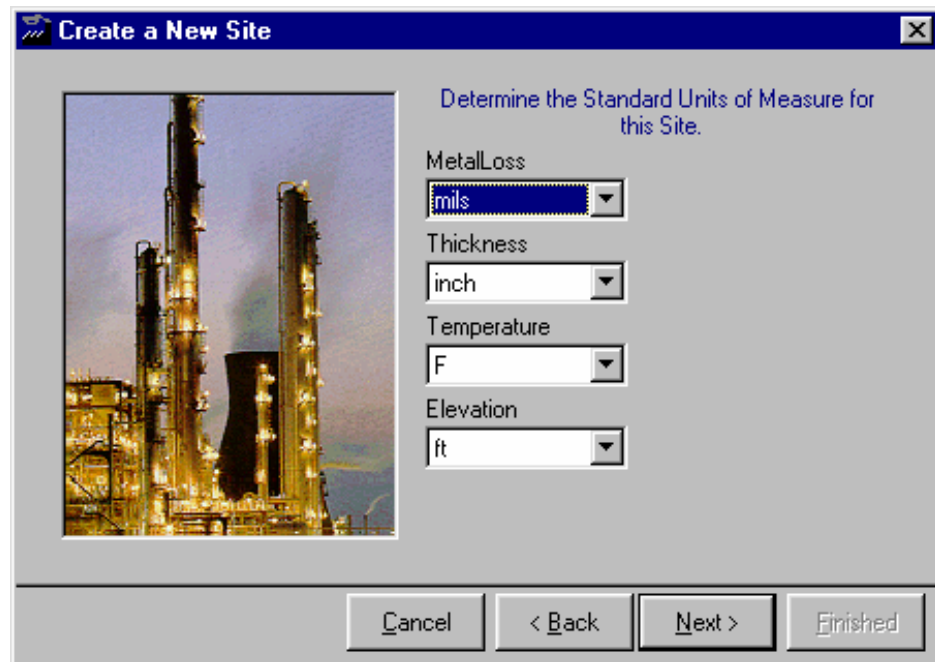 Create a New Site
Determine the Standard Units of Measure for
this Site.
MetalLoss
mils
Thickness
inch
Temperature
F
Elevation
ft
Cancel
< Back
Next >
Finished